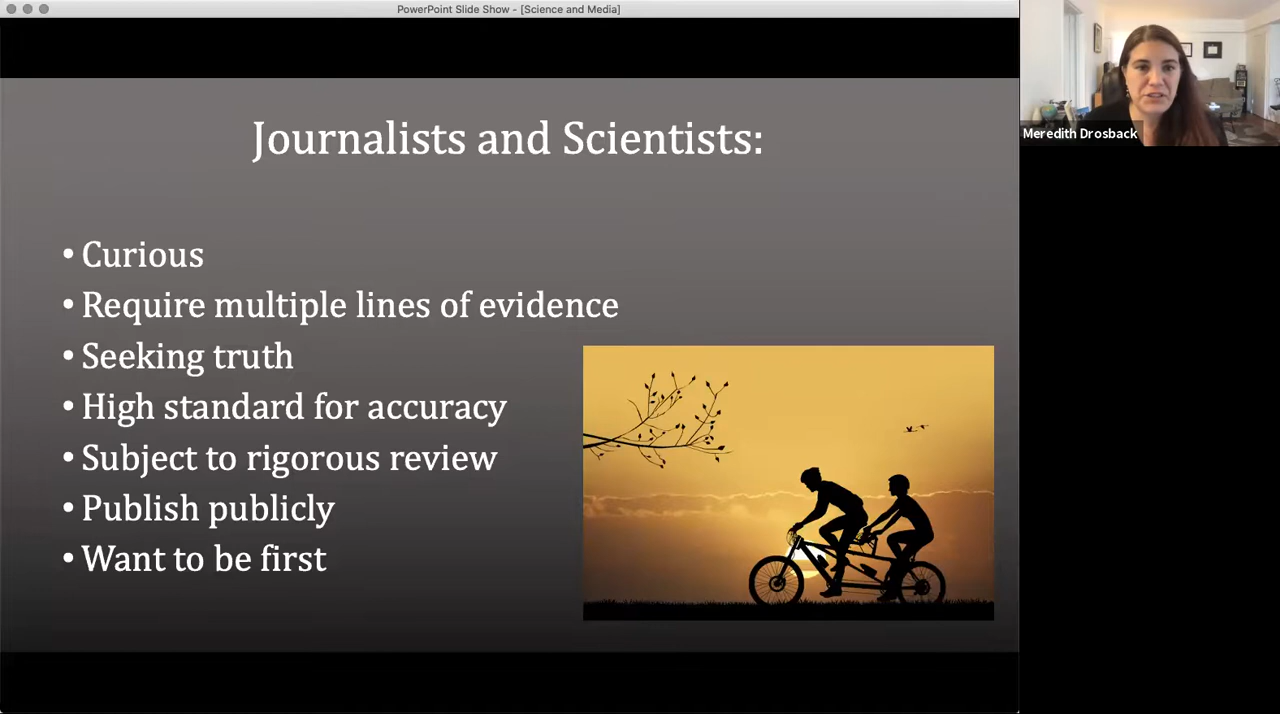 PowerPoint Slide Show - [Science and Media]
Journalists and Scientists:
• Curious
• Require multiple lines of evidence
• Seeking truth
• High standard for accuracy
• Subject to rigorous review
• Publish publicly
• Want to be first
Meredith Drosback